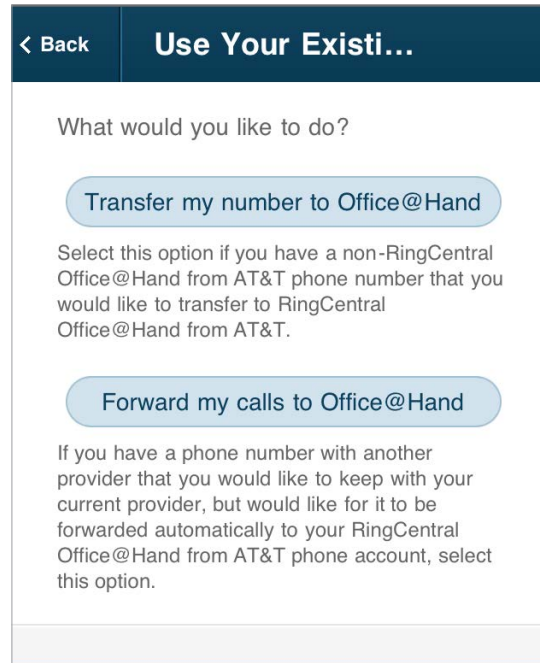 Back
Use Your Existi...
What would you like to do?
Transfer my number to Office@Hand
Select this option if you have a non-RingCentral
Office@Hand from AT&T phone number that you
would like to transfer to RingCentral
Office@Hand from AT&T.
Forward my calls to Office@Hand
If you have a phone number with another
provider that you would like to keep with your
current provider, but would like for it to be
forwarded automatically to your RingCentral
Office@Hand from AT&T phone account, select
this option.